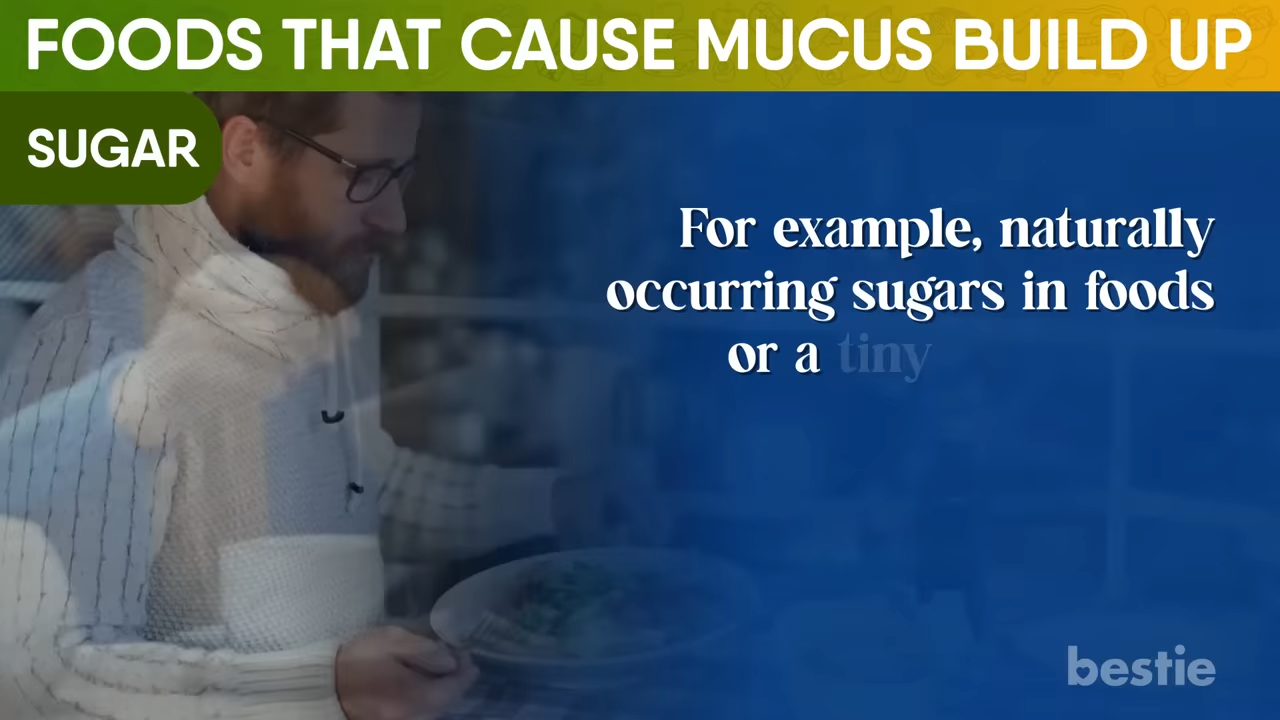 FOODS THAT CAUSE MUCUS BUILD UP
SUGAR
For example, naturally
occurring sugars in foods
or a tiny
bestie